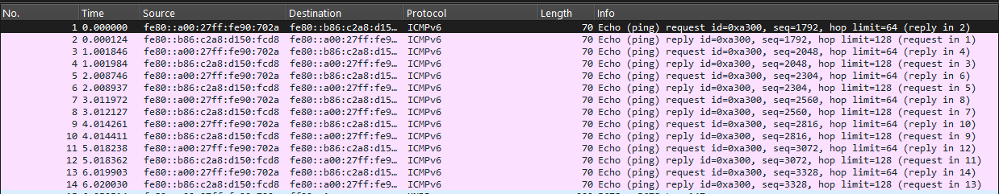 No. Time Source Destination Protocol Length Info
1 0.000000 fe80::a00:27ff:fe90:702a fe80::b86:c2a8:d15… ICMPv6 70 Echo (ping) request id=0xa300, seq=1792, hop limit=64 (reply in 2)
2 0.000124 fe80::b86:c2a8:d150:fcd8 fe80::a00:27ff:fe9… ICMPv6 70 Echo (ping) reply id=0xa300, seq=1792, hop limit=128 (request in 1)
3 1.001846 fe80::a00:27ff:fe90:702a fe80::b86:c2a8:d15… ICMPv6 70 Echo (ping) request id=0xa300, seq=2048, hop limit=64 (reply in 4)
4 1.001984 fe80::b86:c2a8:d150:fcd8 fe80::a00:27ff:fe9… ICMPv6 70 Echo (ping) reply id=0xa300, seq=2048, hop limit=128 (request in 3)
5 2.008746 fe80::a00:27ff:fe90:702a fe80::b86:c2a8:d15… ICMPv6 70 Echo (ping) request id=0xa300, seq=2304, hop limit=64 (reply in 6)
6 2.008937 fe80::b86:c2a8:d150:fcd8 fe80::a00:27ff:fe9… ICMPv6 70 Echo (ping) reply id=0xa300, seq=2304, hop limit=128 (request in 5)
7 3.011972 fe80::a00:27ff:fe90:702a fe80::b86:c2a8:d15… ICMPv6 70 Echo (ping) request id=0xa300, seq=2560, hop limit=64 (reply in 8)
8 3.012127 fe80::b86:c2a8:d150:fcd8 fe80::a00:27ff:fe9… ICMPv6 70 Echo (ping) reply id=0xa300, seq=2560, hop limit=128 (request in 7)
9 4.014261 fe80::a00:27ff:fe90:702a fe80::b86:c2a8:d15… ICMPv6 70 Echo (ping) request id=0xa300, seq=2816, hop limit=64 (reply in 10)
10 4.014411 fe80::b86:c2a8:d150:fcd8 fe80::a00:27ff:fe9… ICMPv6 70 Echo (ping) reply id=0xa300, seq=2816, hop limit=128 (request in 9)
11 5.018238 fe80::a00:27ff:fe90:702a fe80::b86:c2a8:d15… ICMPv6 70 Echo (ping) request id=0xa300, seq=3072, hop limit=64 (reply in 12)
12 5.018362 fe80::b86:c2a8:d150:fcd8 fe80::a00:27ff:fe9… ICMPv6 70 Echo (ping) reply id=0xa300, seq=3072, hop limit=128 (request in 11)
13 6.019903 fe80::a00:27ff:fe90:702a fe80::b86:c2a8:d15… ICMPv6 70 Echo (ping) request id=0xa300, seq=3328, hop limit=64 (reply in 14)
14 6.020030 fe80::b86:c2a8:d150:fcd8 fe80::a00:27ff:fe9… ICMPv6 70 Echo (ping) reply id=0xa300, seq=3328, hop limit=128 (request in 13)